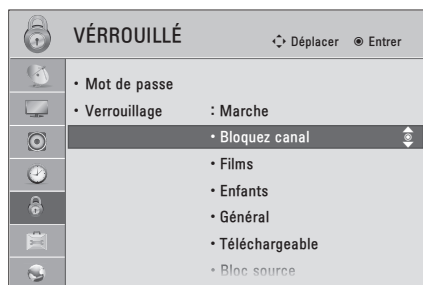 VÉRROUILLÉ
Déplacer
Entrer
• Mot de passe
• Verrouillage : Marche
• Bloquez canal
• Films
• Enfants
• Général
• Téléchargeable
• Bloc source